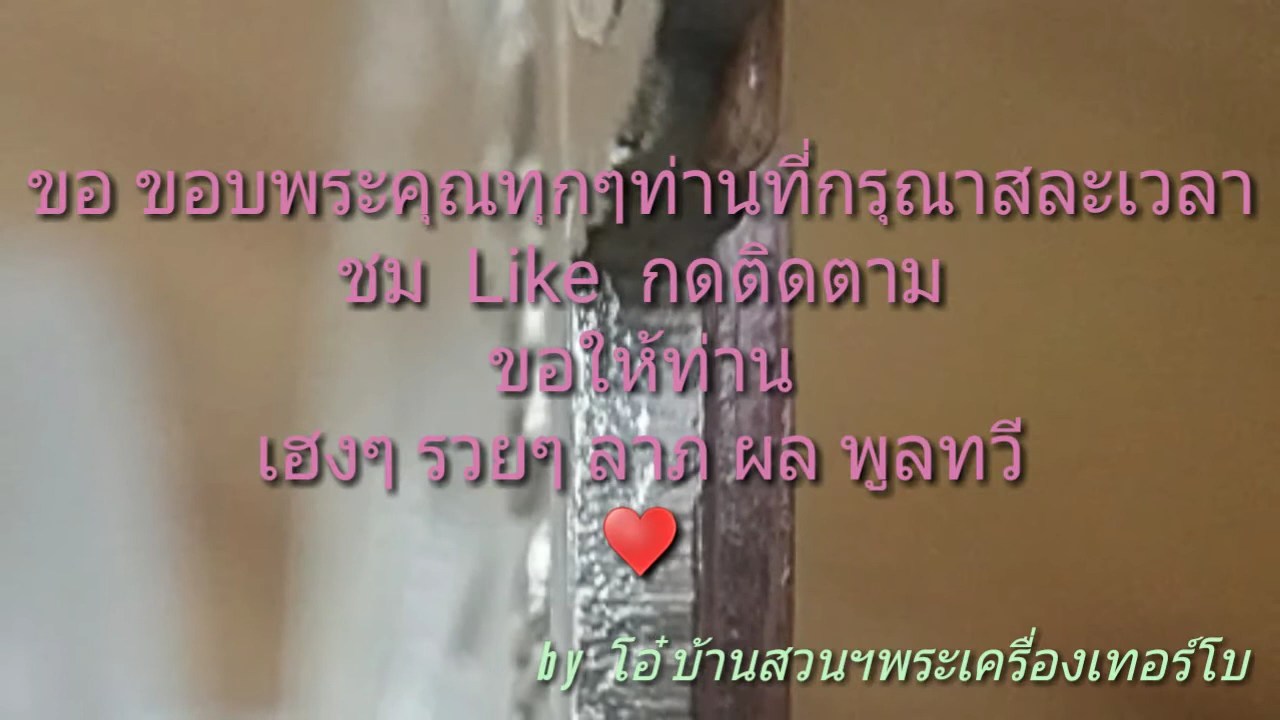 ขอ ขอบพระคุณทุกๆท่านที่กรุณาสละเวลา
ชม Like กดติดตาม
ขอให้ท่าน
เฮงๆ รวยๆ ลาภ ผล พูลทวี
♥
by โอ๋บ้านสวนฯพระเครื่องเทอร์โบ